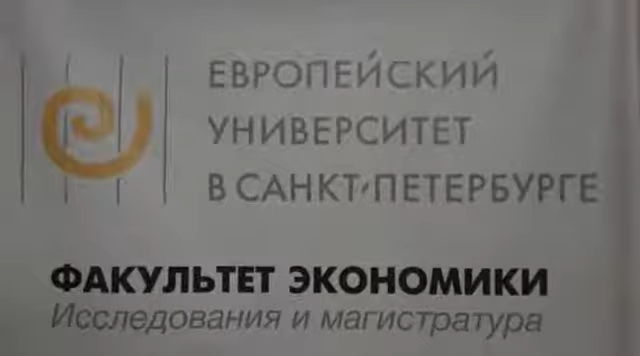 ЕВРОПЕЙСКИЙ
УНИВЕРСИТЕТ
В САНКТ-ПЕТЕРБУРГЕ
ФАКУЛЬТЕТ ЭКОНОМИКИ
Исследования и магистратура